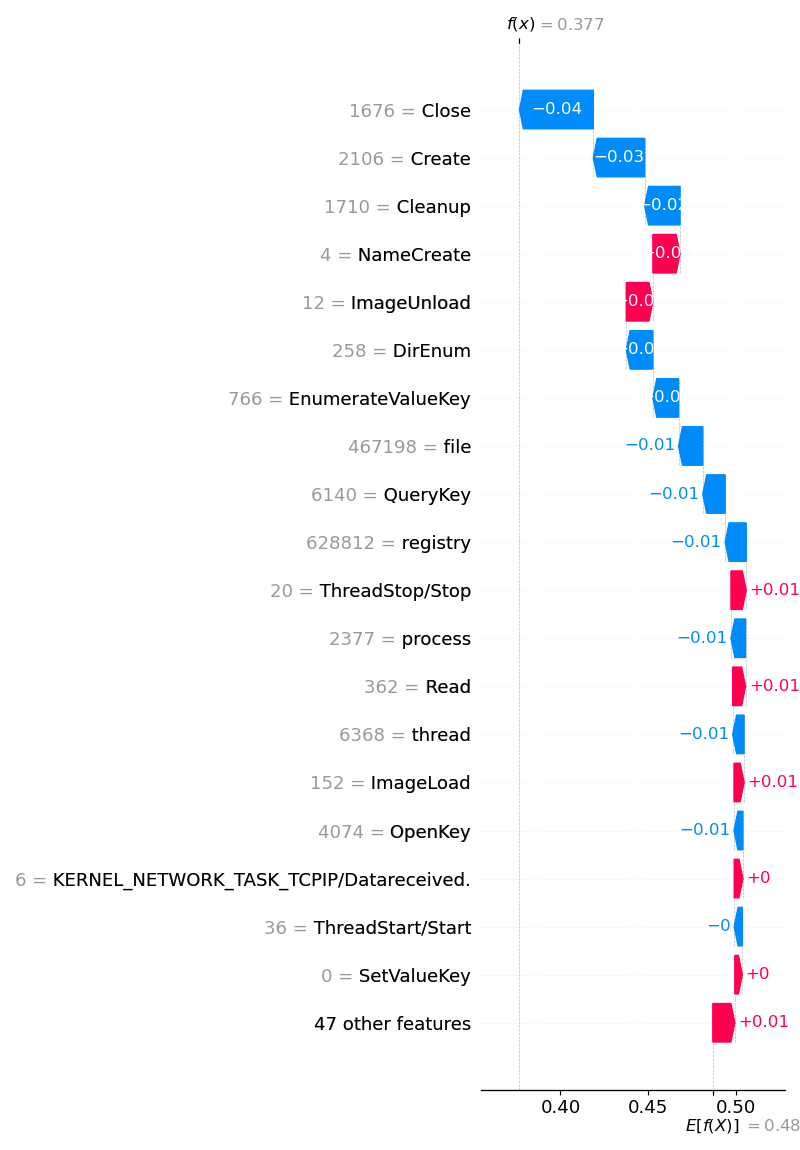 f(x) = 0.377
1676 = Close −0.04
2106 = Create −0.03
1710 = Cleanup −0.02
4 = NameCreate
12 = ImageUnload
258 = DirEnum
766 = EnumerateValueKey
467198 = file −0.01
6140 = QueryKey −0.01
628812 = registry −0.01
20 = ThreadStop/Stop +0.01
2377 = process −0.01
362 = Read +0.01
6368 = thread −0.01
152 = ImageLoad +0.01
4074 = OpenKey −0.01
6 = KERNEL_NETWORK_TASK_TCPIP/Datareceived. +0
36 = ThreadStart/Start −0
0 = SetValueKey +0
47 other features +0.01
0.40 0.45 0.50
E[f(X)] = 0.48